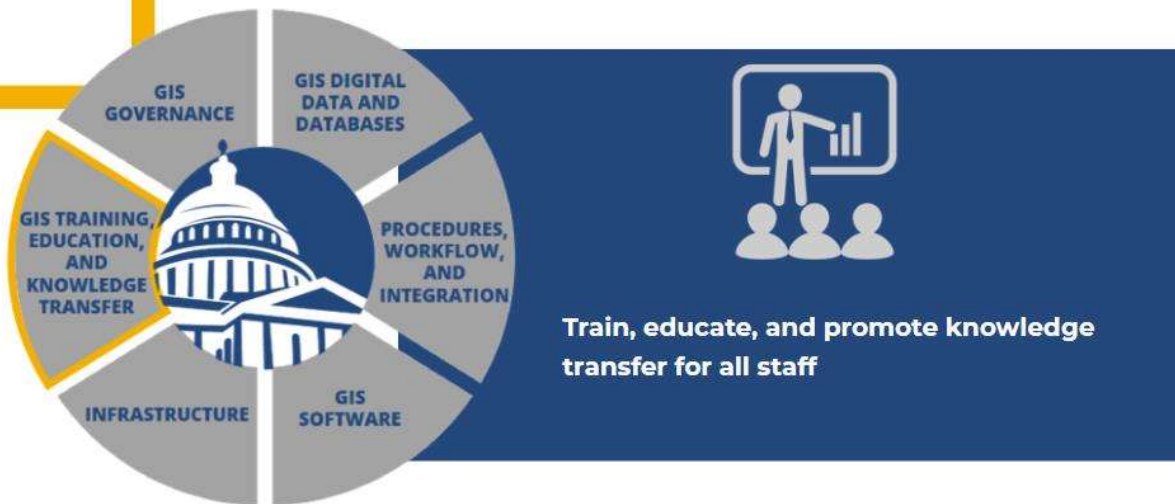 GIS
GOVERNANCE
GIS DIGITAL
DATA AND
DATABASES
GIS TRAINING,
EDUCATION,
AND
KNOWLEDGE
TRANSFER
PROCEDURES,
WORKFLOW,
AND
INTEGRATION
INFRASTRUCTURE
GIS
SOFTWARE
Train, educate, and promote knowledge
transfer for all staff